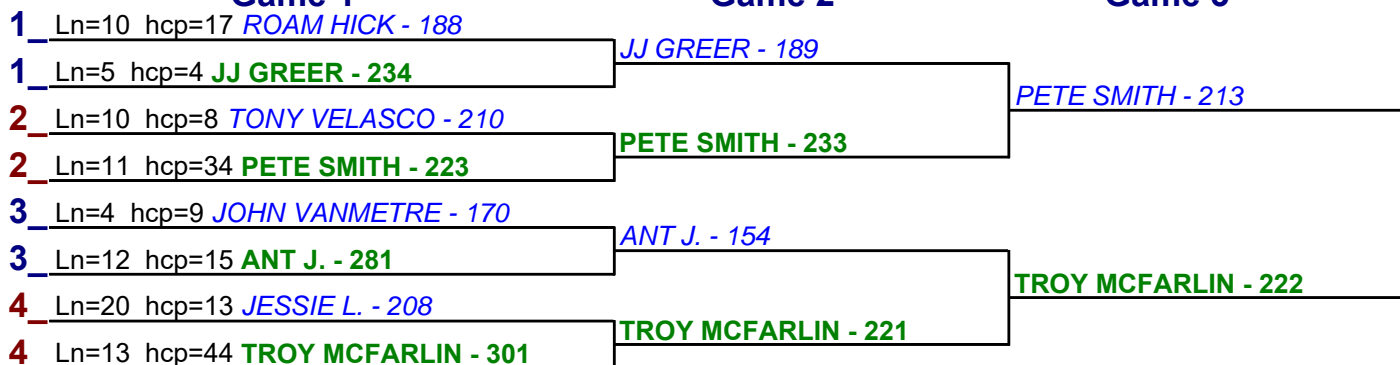 Game 1 Game 2 Game 3
1_ Ln=10 hcp=17 ROAM HICK - 188
JJ GREER - 189
1_ Ln=5 hcp=4 JJ GREER - 234
PETE SMITH - 213
2_ Ln=10 hcp=8 TONY VELASCO - 210
PETE SMITH - 233
2_ Ln=11 hcp=34 PETE SMITH - 223
3_ Ln=4 hcp=9 JOHN VANMETRE - 170
ANT J. - 154
3_ Ln=12 hcp=15 ANT J. - 281
TROY MCFARLIN - 222
4_ Ln=20 hcp=13 JESSIE L. - 208
TROY MCFARLIN - 221
4 Ln=13 hcp=44 TROY MCFARLIN - 301